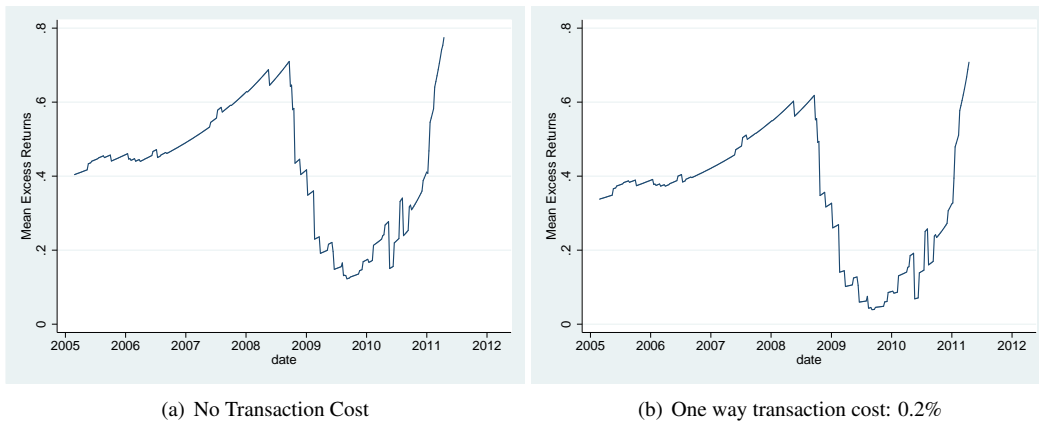 Mean Excess Returns
.8
.6
.4
.2
0
2005 2006 2007 2008 2009 2010 2011 2012
date
(a) No Transaction Cost
Mean Excess Returns
.8
.6
.4
.2
0
2005 2006 2007 2008 2009 2010 2011 2012
date
(b) One way transaction cost: 0.2%